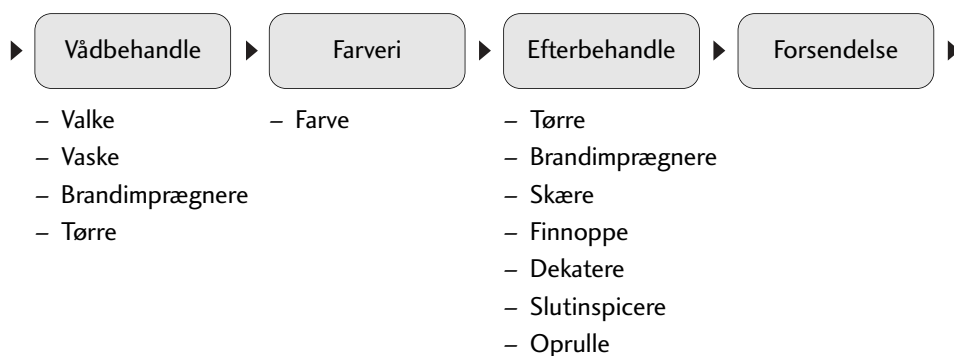 Vådbehandle
Farveri
Efterbehandle
Forsendelse
– Valke
– Vaske
– Brandimprægnere
– Tørre
– Farve
– Tørre
– Brandimprægnere
– Skære
– Finnoppe
– Dekatere
– Slutinspicere
– Oprulle